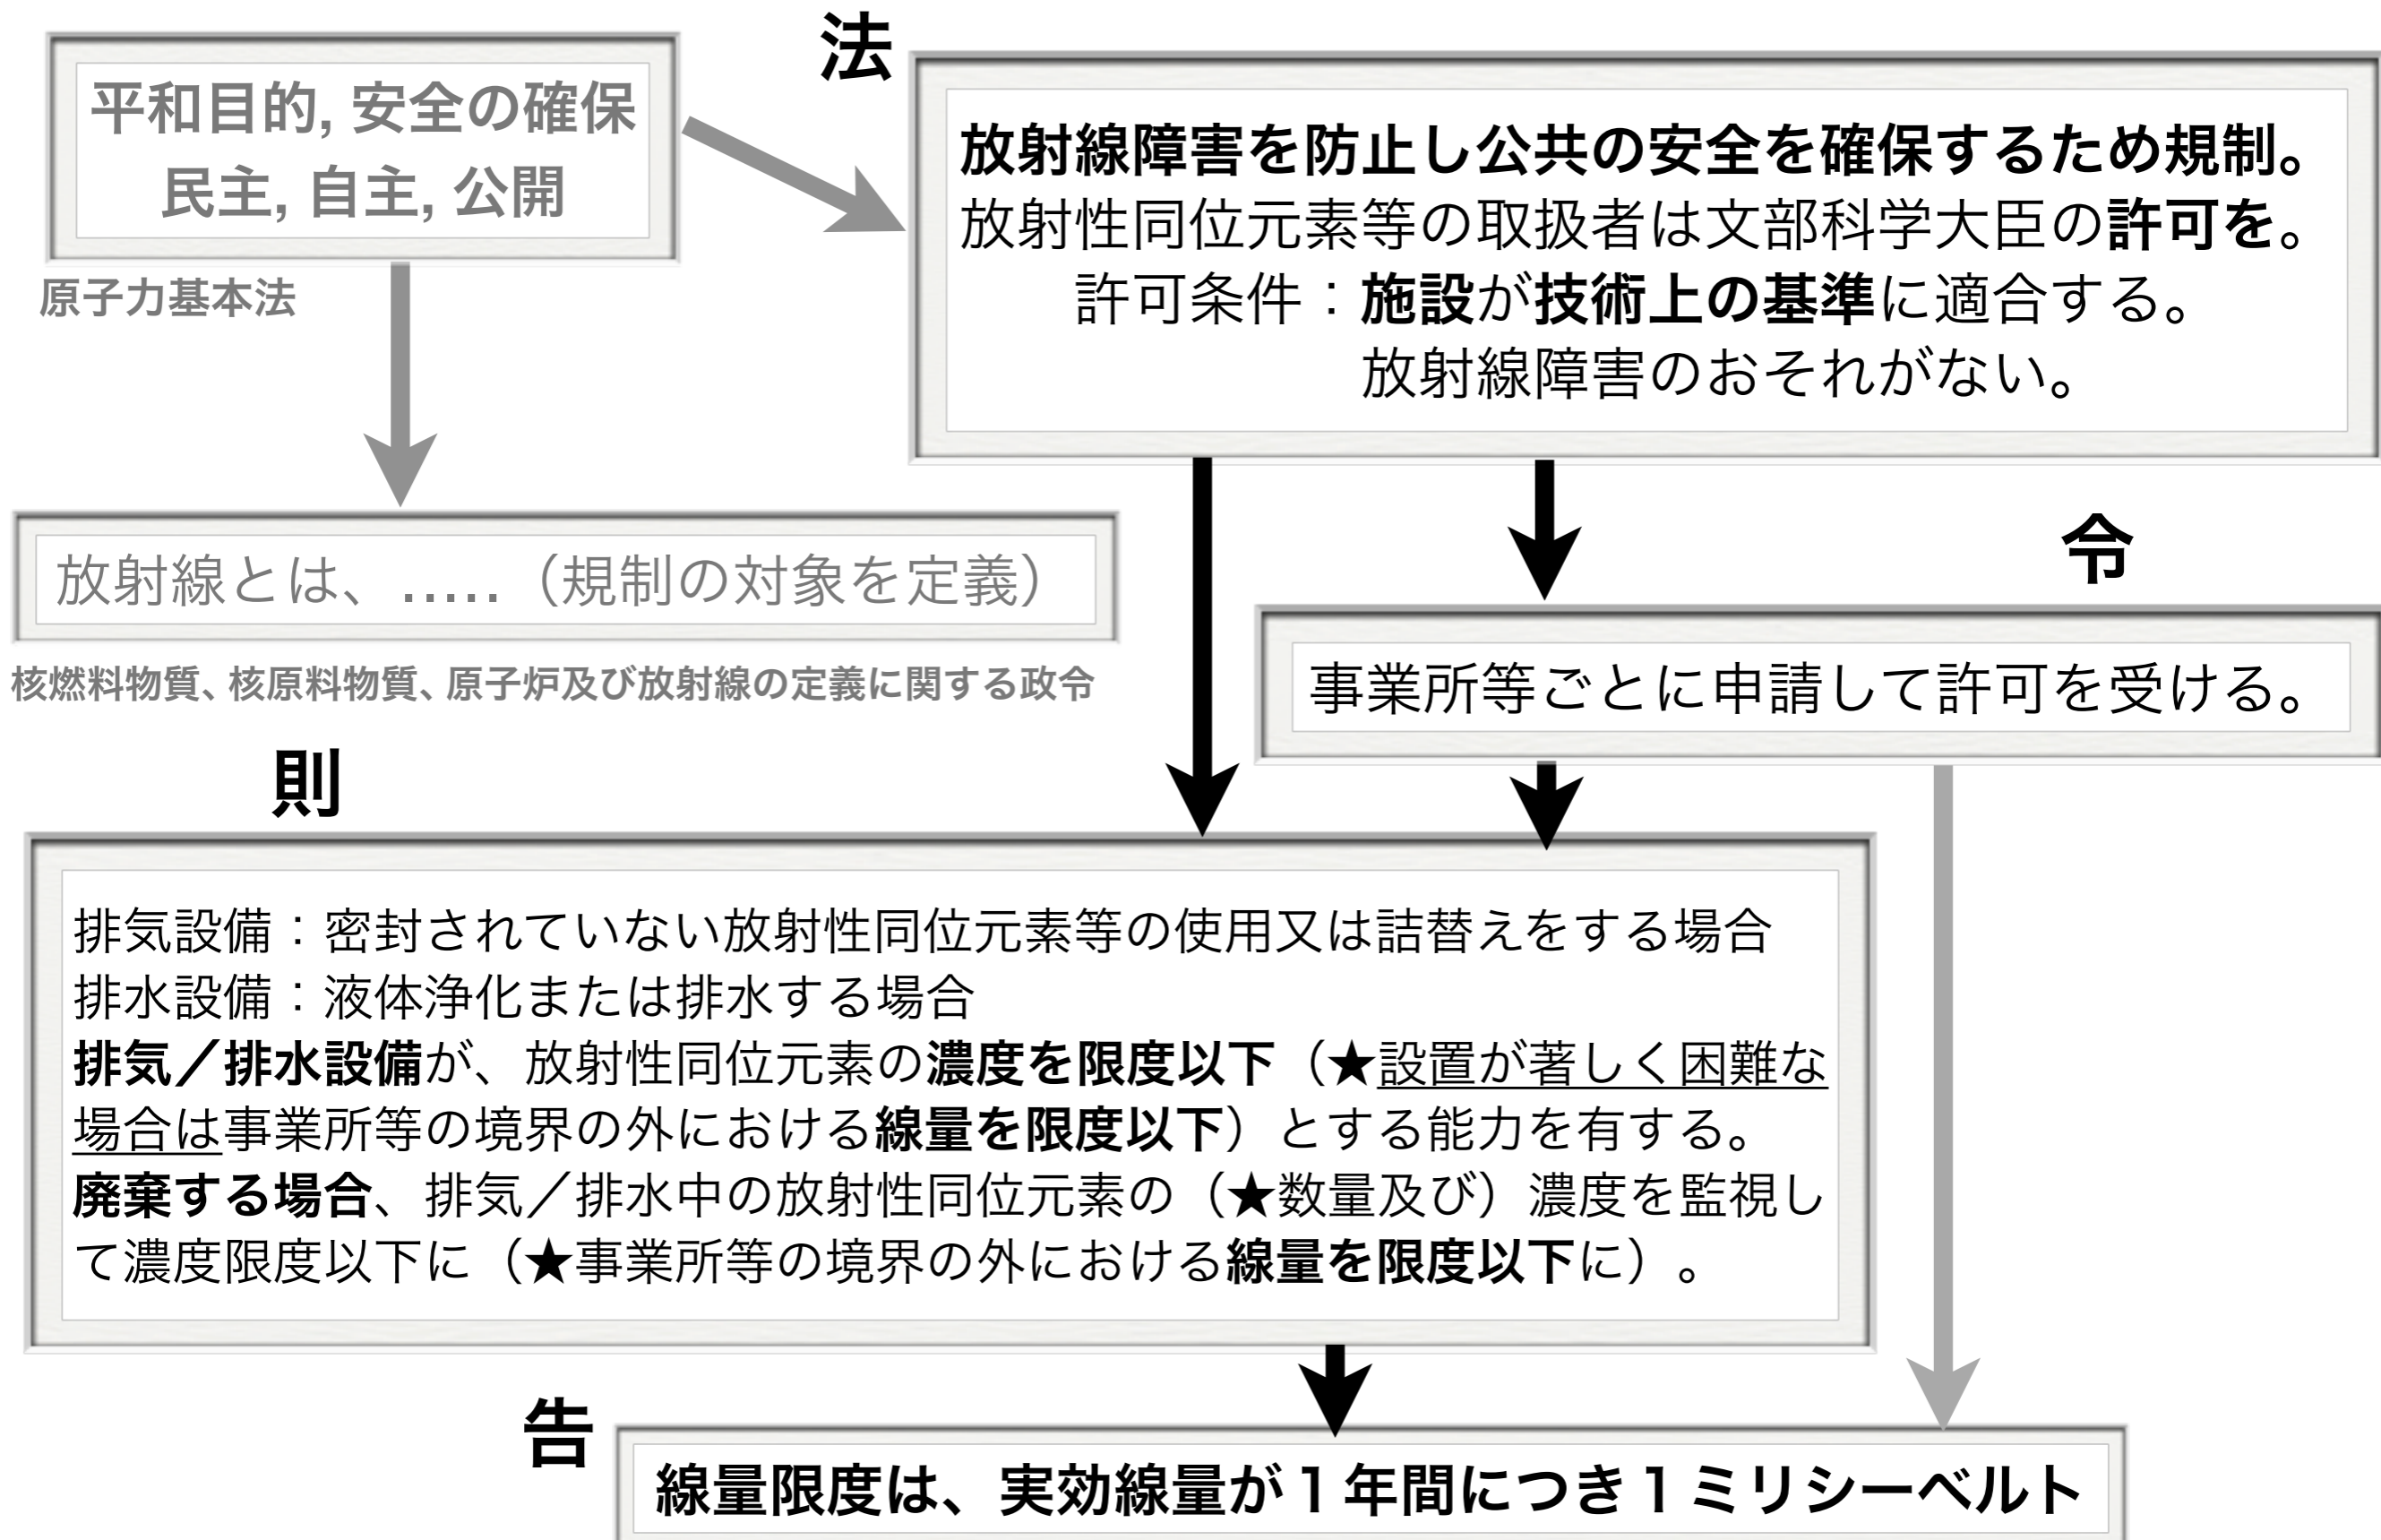 平和目的, 安全の確保
民主, 自主, 公開
原子力基本法
法
放射線障害を防止し公共の安全を確保するため規制。
放射性同位元素等の取扱者は文部科学大臣の許可を。
許可条件：施設が技術上の基準に適合する。
放射線障害のおそれがない。
放射線とは、.....（規制の対象を定義）
核燃料物質、核原料物質、原子炉及び放射線の定義に関する政令
令
事業所等ごとに申請して許可を受ける。
則
排気設備：密封されていない放射性同位元素等の使用又は詰替えをする場合
排水設備：液体浄化または排水する場合
排気／排水設備が、放射性同位元素の濃度を限度以下（★設置が著しく困難な
場合は事業所等の境界の外における線量を限度以下）とする能力を有する。
廃棄する場合、排気／排水中の放射性同位元素の（★数量及び）濃度を監視し
て濃度限度以下に（★事業所等の境界の外における線量を限度以下に）。
告
線量限度は、実効線量が１年間につき１ミリシーベルト